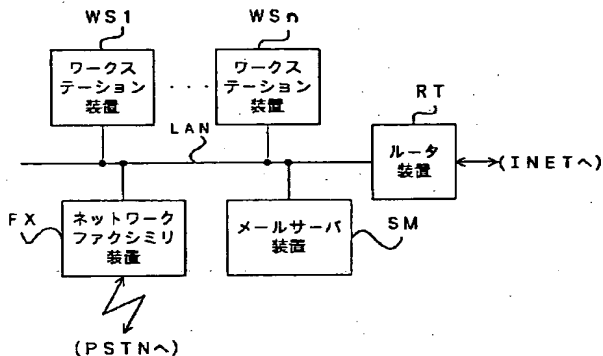 WS1
WSn
ワークス
テーション
装置
・・・
ワークス
テーション
装置
RT
LAN
ルータ
装置
(INETへ)
FX
ネットワーク
ファクシミリ
装置
メールサーバ
装置
SM
(PSTNへ)